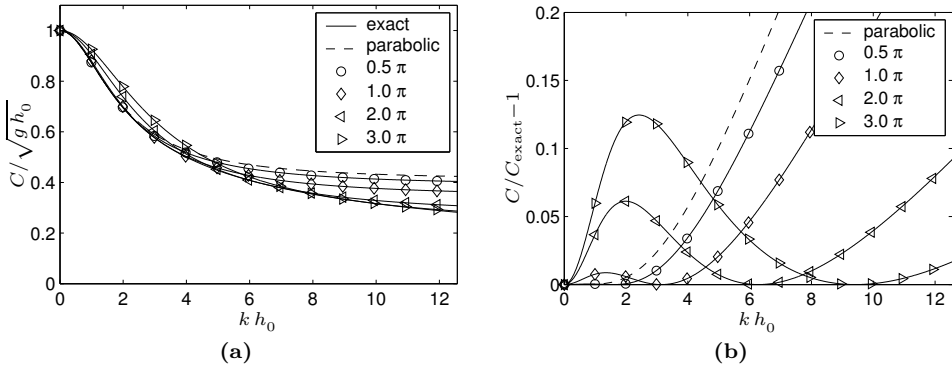 1
0.8
0.6
0.4
0.2
0
0 2 4 6 8 10 12
C/√g h₀
k h₀
exact
parabolic
0.5 π
1.0 π
2.0 π
3.0 π
(a)
0.2
0.15
0.1
0.05
0
0 2 4 6 8 10 12
C/C_exact−1
k h₀
parabolic
0.5 π
1.0 π
2.0 π
3.0 π
(b)